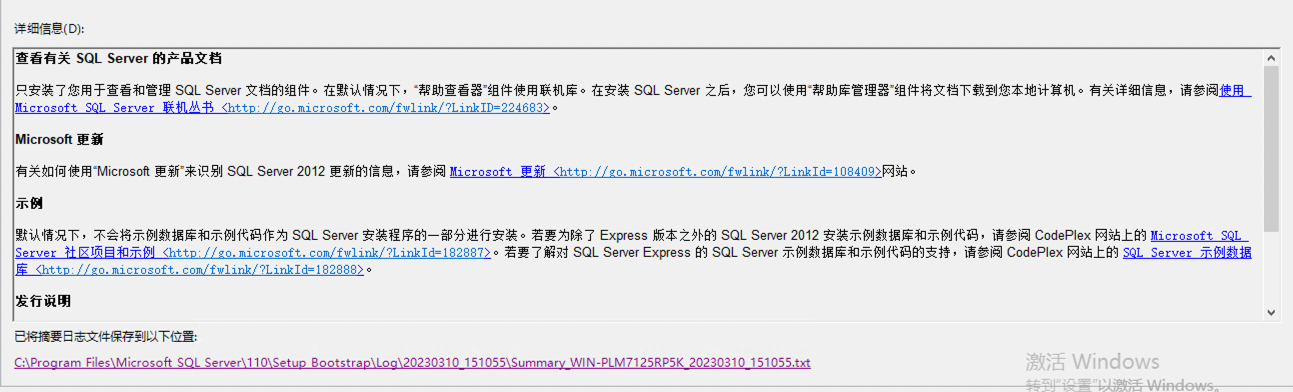 详细信息(D):
查看有关 SQL Server 的产品文档
只安装了您用于查看和管理 SQL Server 文档的组件。在默认情况下，“帮助查看器”组件使用联机库。在安装 SQL Server 之后，您可以使用“帮助库管理器”组件将文档下载到您本地计算机。有关详细信息，请参阅使用
Microsoft SQL Server 联机丛书 <http://go.microsoft.com/fwlink/?LinkID=224683>。
Microsoft 更新
有关如何使用“Microsoft 更新”来识别 SQL Server 2012 更新的信息，请参阅 Microsoft 更新 <http://go.microsoft.com/fwlink/?LinkId=108409>网站。
示例
默认情况下，不会将示例数据库和示例代码作为 SQL Server 安装程序的一部分进行安装。若要为除了 Express 版本之外的 SQL Server 2012 安装示例数据库和示例代码，请参阅 CodePlex 网站上的 Microsoft SQL
Server 社区项目和示例 <http://go.microsoft.com/fwlink/?LinkId=182887>。若要了解对 SQL Server Express 的 SQL Server 示例数据库和示例代码的支持，请参阅 CodePlex 网站上的 SQL Server 示例数据
库 <http://go.microsoft.com/fwlink/?LinkId=182888>。
发行说明
已将摘要日志文件保存到以下位置:
C:\Program Files\Microsoft SQL Server\110\Setup Bootstrap\Log\20230310_151055\Summary_WIN-PLM7125RP5K_20230310_151055.txt
激活 Windows
转到“设置”以激活 Windows。